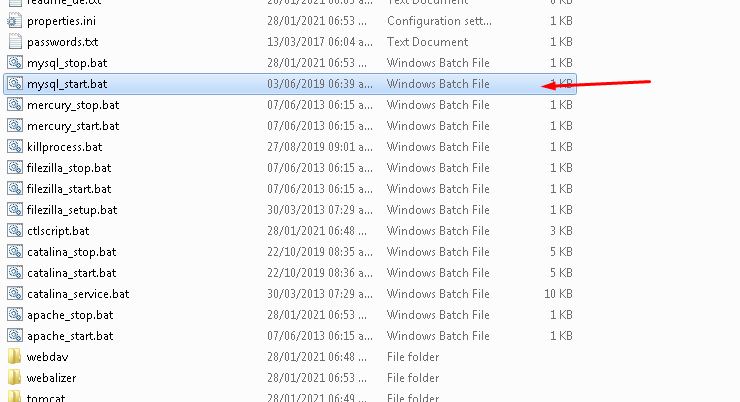 readme_de.txt 28/01/2021 06:53 ... Text Document 8 KB
properties.ini 28/01/2021 06:53 ... Configuration sett... 1 KB
passwords.txt 13/03/2017 06:04 a... Text Document 1 KB
mysql_stop.bat 28/01/2021 06:53 ... Windows Batch File 1 KB
mysql_start.bat 03/06/2019 06:39 a... Windows Batch File 1 KB
mercury_stop.bat 07/06/2013 06:15 a... Windows Batch File 1 KB
mercury_start.bat 07/06/2013 06:15 a... Windows Batch File 1 KB
killprocess.bat 27/08/2019 09:01 a... Windows Batch File 1 KB
filezilla_stop.bat 07/06/2013 06:15 a... Windows Batch File 1 KB
filezilla_start.bat 07/06/2013 06:15 a... Windows Batch File 1 KB
filezilla_setup.bat 30/03/2013 07:29 a... Windows Batch File 1 KB
ctlscript.bat 28/01/2021 06:48 ... Windows Batch File 3 KB
catalina_stop.bat 22/10/2019 08:35 a... Windows Batch File 5 KB
catalina_start.bat 22/10/2019 08:36 a... Windows Batch File 5 KB
catalina_service.bat 30/03/2013 07:29 a... Windows Batch File 10 KB
apache_stop.bat 28/01/2021 06:53 ... Windows Batch File 1 KB
apache_start.bat 07/06/2013 06:15 a... Windows Batch File 1 KB
webdav 28/01/2021 06:48 ... File folder
webalizer 28/01/2021 06:53 ... File folder
tomcat 28/01/2021 06:49 ... File folder